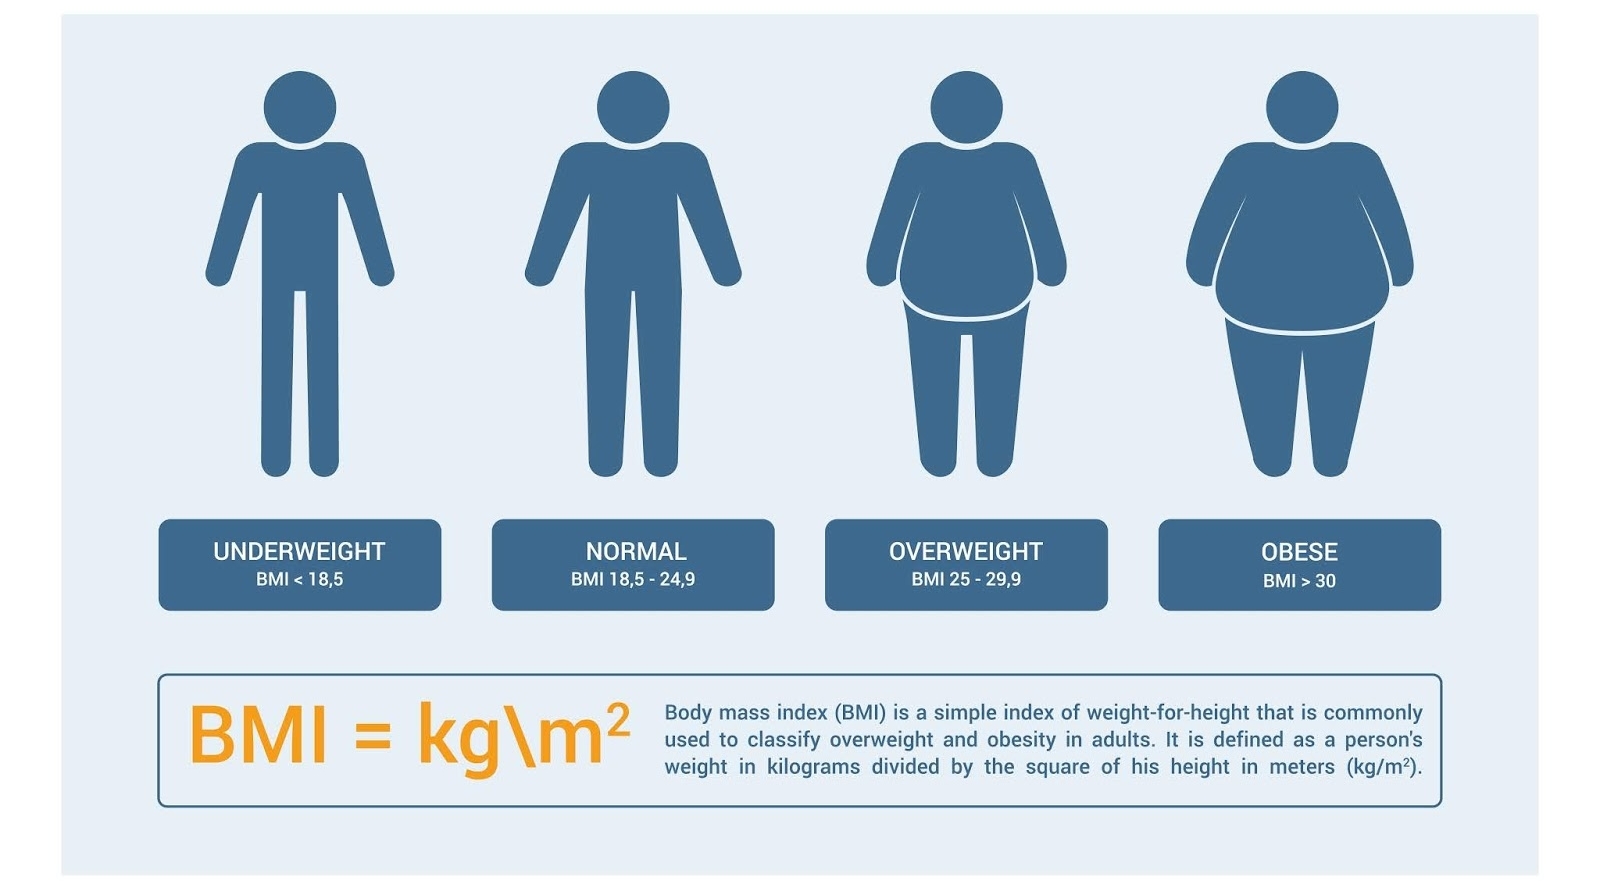 UNDERWEIGHT
BMI < 18,5
NORMAL
BMI 18,5 - 24,9
OVERWEIGHT
BMI 25 - 29,9
OBESE
BMI > 30
BMI = kg\m²
Body mass index (BMI) is a simple index of weight-for-height that is commonly
used to classify overweight and obesity in adults. It is defined as a person's
weight in kilograms divided by the square of his height in meters (kg/m²).